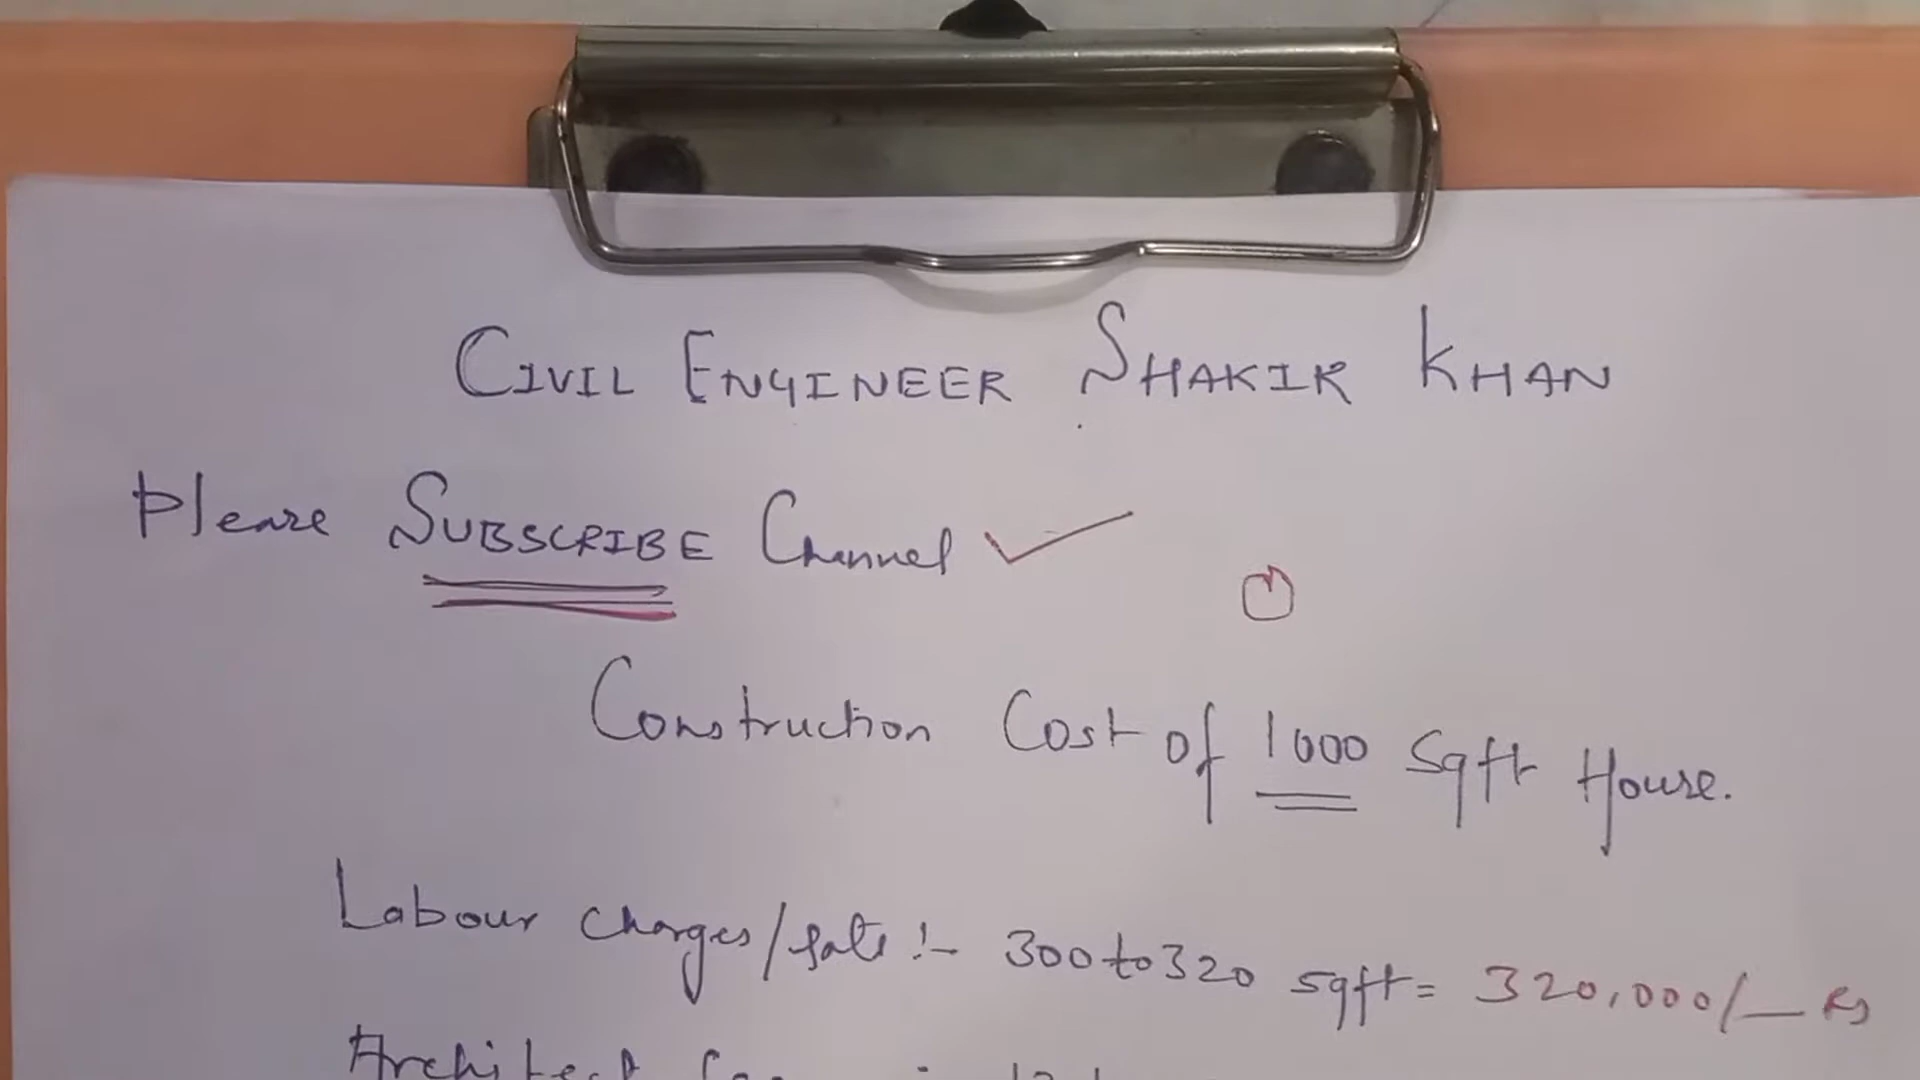 CIVIL ENGINEER SHAKIR KHAN
Please SUBSCRIBE Channel
Construction Cost of 1000 Sqft House.
Labour charges/rate :- 300 to 320 sqft = 320,000/- Rs
Architect